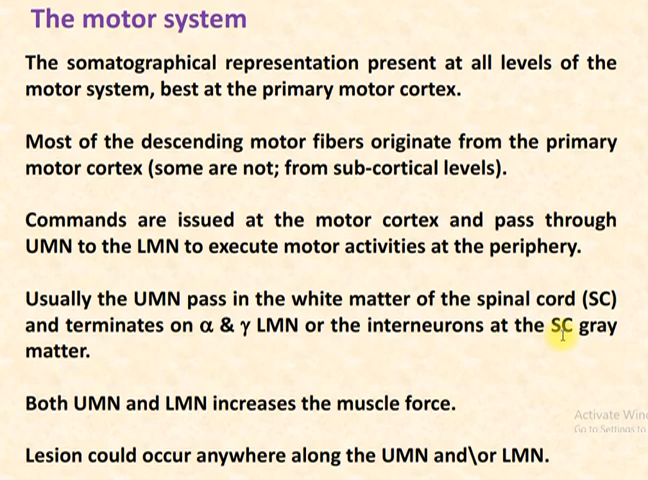 The motor system
The somatographical representation present at all levels of the
motor system, best at the primary motor cortex.
Most of the descending motor fibers originate from the primary
motor cortex (some are not; from sub-cortical levels).
Commands are issued at the motor cortex and pass through
UMN to the LMN to execute motor activities at the periphery.
Usually the UMN pass in the white matter of the spinal cord (SC)
and terminates on α & γ LMN or the interneurons at the SC gray
matter.
Both UMN and LMN increases the muscle force.
Activate Wind
Go to Settings to
Lesion could occur anywhere along the UMN and\or LMN.